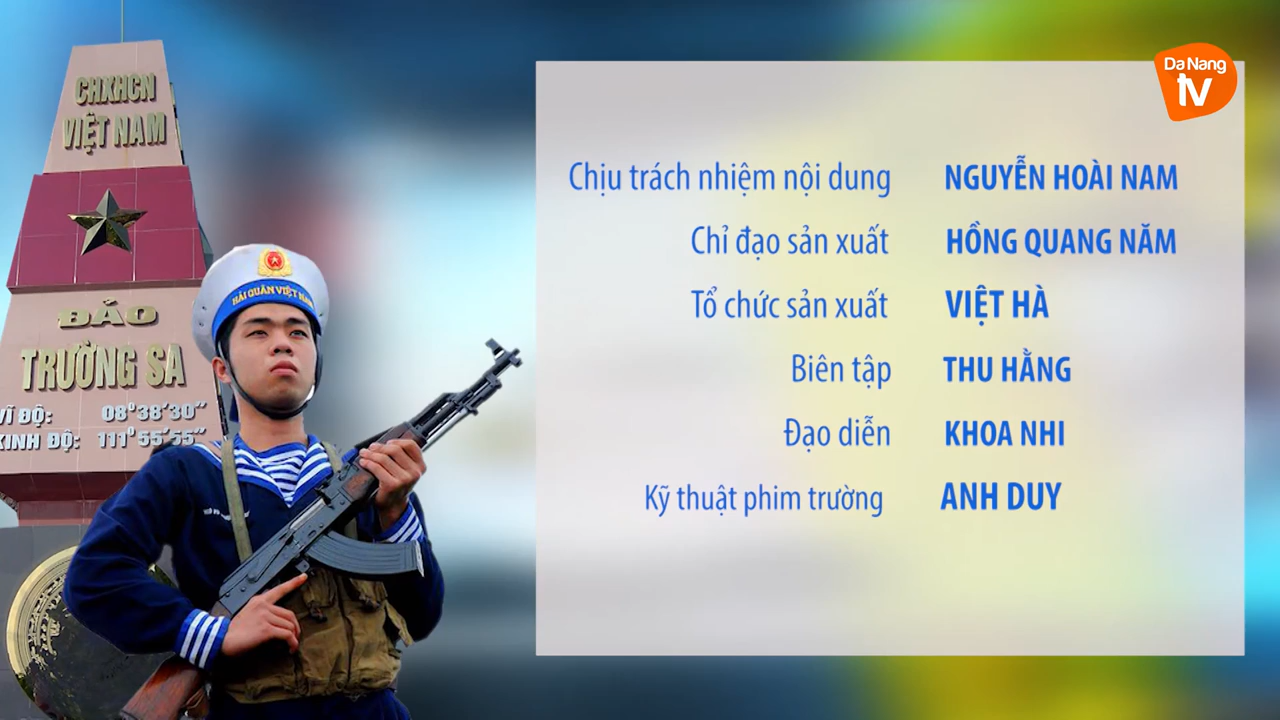 CHXHCN
VIỆT NAM
ĐẢO
TRƯỜNG SA
VĨ ĐỘ: 08°38'30"
KINH ĐỘ: 111°55'55"
HẢI QUÂN VIỆT NAM
Da Nang
tv
Chịu trách nhiệm nội dung NGUYỄN HOÀI NAM
Chỉ đạo sản xuất HỒNG QUANG NĂM
Tổ chức sản xuất VIỆT HÀ
Biên tập THU HẰNG
Đạo diễn KHOA NHI
Kỹ thuật phim trường ANH DUY